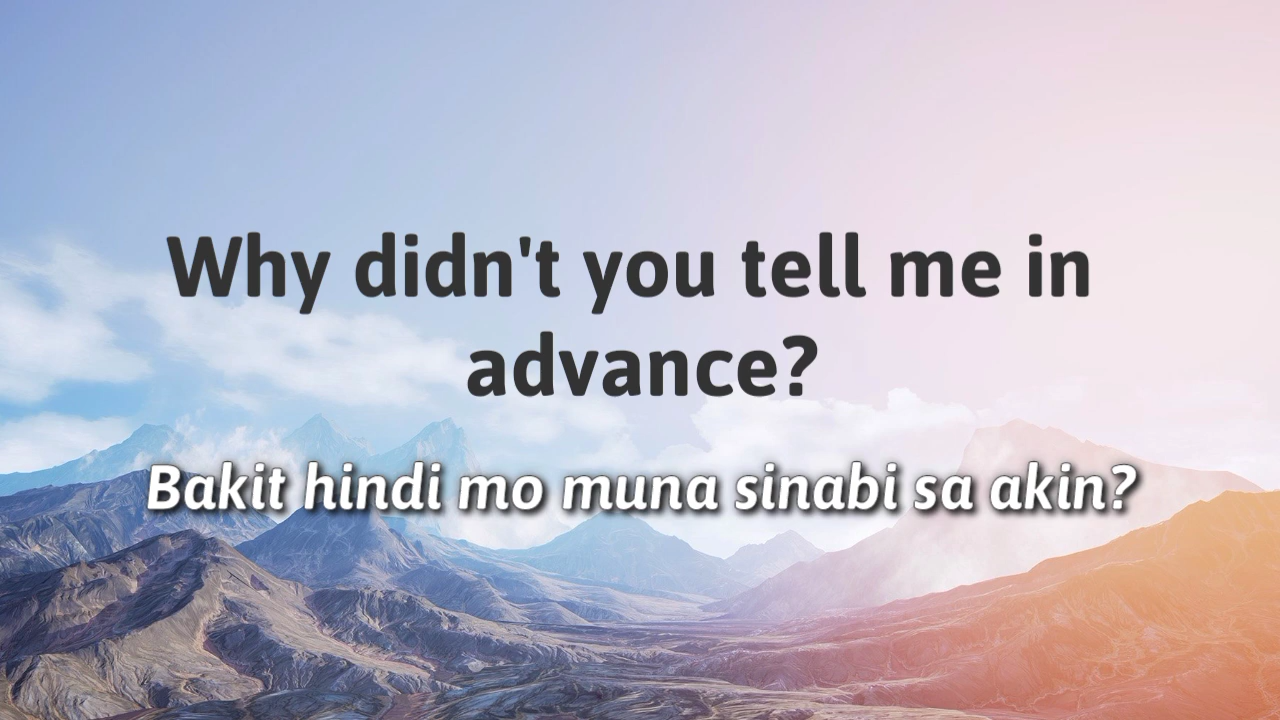 Why didn't you tell me in
advance?
Bakit hindi mo muna sinabi sa akin?